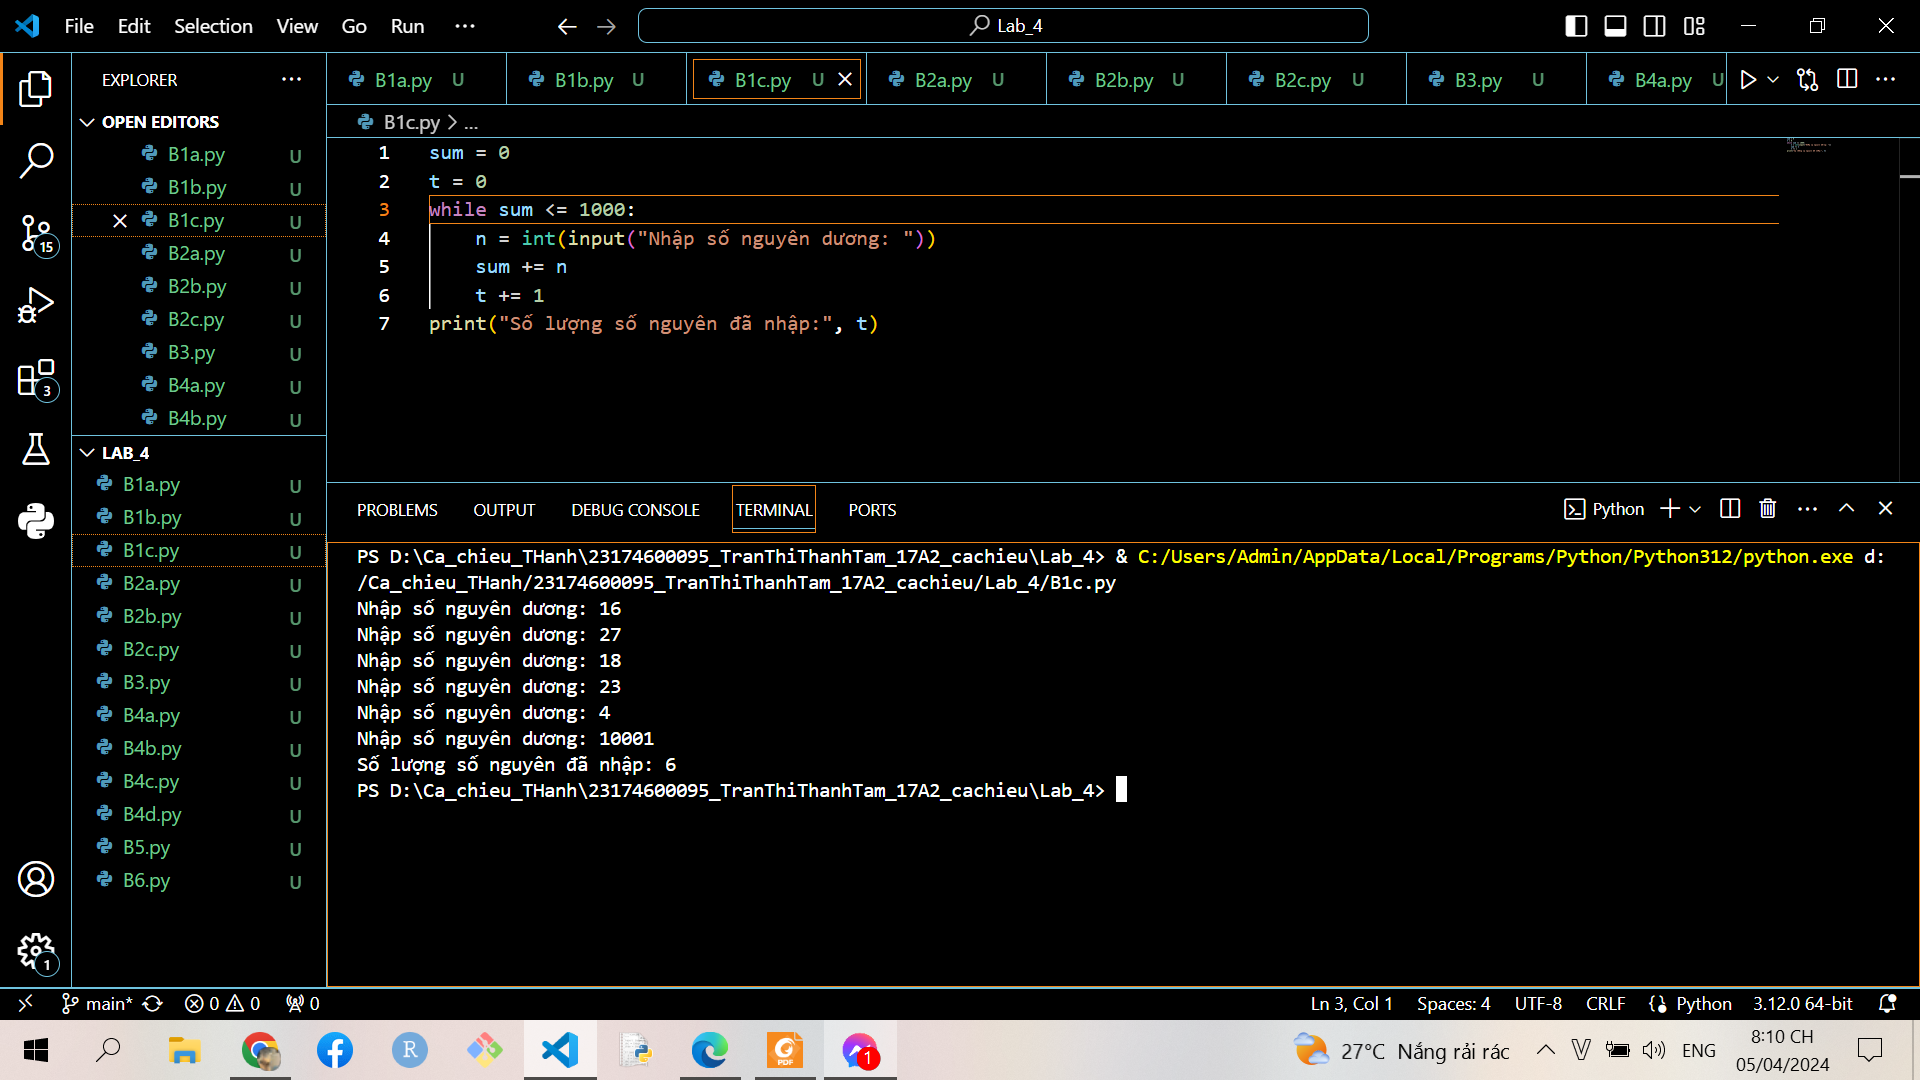 File Edit Selection View Go Run ···
Lab_4
EXPLORER
B1a.py U B1b.py U B1c.py U B2a.py U B2b.py U B2c.py U B3.py U B4a.py U
OPEN EDITORS
B1a.py U
B1b.py U
B1c.py U
B2a.py U
B2b.py U
B2c.py U
B3.py U
B4a.py U
B4b.py U
LAB_4
B1a.py U
B1b.py U
B1c.py U
B2a.py U
B2b.py U
B2c.py U
B3.py U
B4a.py U
B4b.py U
B4c.py U
B4d.py U
B5.py U
B6.py U
15
3
1
B1c.py > ...
1 sum = 0
2 t = 0
3 while sum <= 1000:
4 n = int(input("Nhập số nguyên dương: "))
5 sum += n
6 t += 1
7 print("Số lượng số nguyên đã nhập:", t)
PROBLEMS OUTPUT DEBUG CONSOLE TERMINAL PORTS
Python
PS D:\Ca_chieu_THanh\23174600095_TranThiThanhTam_17A2_cachieu\Lab_4> & C:/Users/Admin/AppData/Local/Programs/Python/Python312/python.exe d:
/Ca_chieu_THanh/23174600095_TranThiThanhTam_17A2_cachieu/Lab_4/B1c.py
Nhập số nguyên dương: 16
Nhập số nguyên dương: 27
Nhập số nguyên dương: 18
Nhập số nguyên dương: 23
Nhập số nguyên dương: 4
Nhập số nguyên dương: 10001
Số lượng số nguyên đã nhập: 6
PS D:\Ca_chieu_THanh\23174600095_TranThiThanhTam_17A2_cachieu\Lab_4>
main* 0 0 0
Ln 3, Col 1 Spaces: 4 UTF-8 CRLF Python 3.12.0 64-bit
R
PDF
1
27°C Nắng rải rác
V
ENG
8:10 CH
05/04/2024